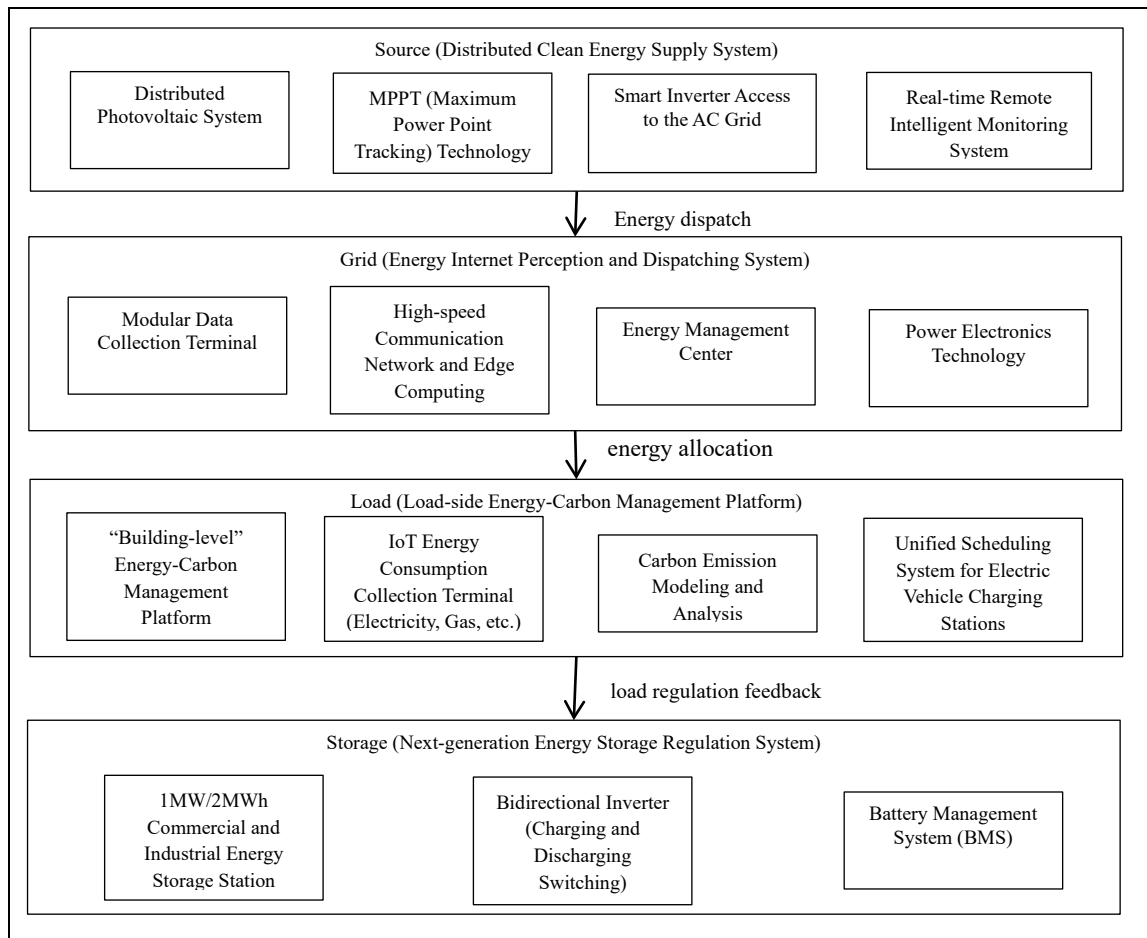 Source (Distributed Clean Energy Supply System)
Distributed
Photovoltaic System
MPPT (Maximum
Power Point
Tracking) Technology
Smart Inverter Access
to the AC Grid
Real-time Remote
Intelligent Monitoring
System
Energy dispatch
Grid (Energy Internet Perception and Dispatching System)
Modular Data
Collection Terminal
High-speed
Communication
Network and Edge
Computing
Energy Management
Center
Power Electronics
Technology
energy allocation
Load (Load-side Energy-Carbon Management Platform)
“Building-level”
Energy-Carbon
Management
Platform
IoT Energy
Consumption
Collection Terminal
(Electricity, Gas, etc.)
Carbon Emission
Modeling and
Analysis
Unified Scheduling
System for Electric
Vehicle Charging
Stations
load regulation feedback
Storage (Next-generation Energy Storage Regulation System)
1MW/2MWh
Commercial and
Industrial Energy
Storage Station
Bidirectional Inverter
(Charging and
Discharging
Switching)
Battery Management
System (BMS)